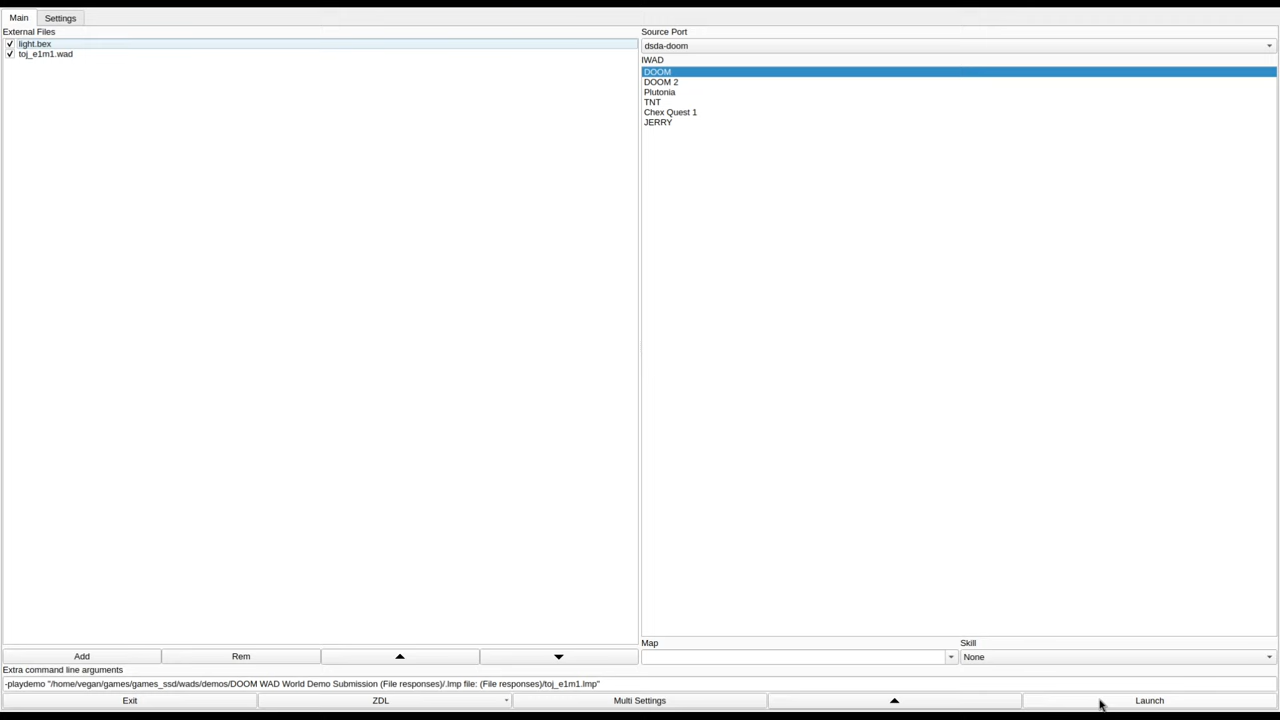 Main Settings
External Files
light.bex
toj_e1m1.wad
Source Port
dsda-doom
IWAD
DOOM
DOOM 2
Plutonia
TNT
Chex Quest 1
JERRY
Map
Skill
None
Add Rem
Extra command line arguments
-playdemo "/home/vegan/games/games_ssd/wads/demos/DOOM WAD World Demo Submission (File responses)/.lmp file: (File responses)/toj_e1m1.lmp"
Exit ZDL Multi Settings Launch